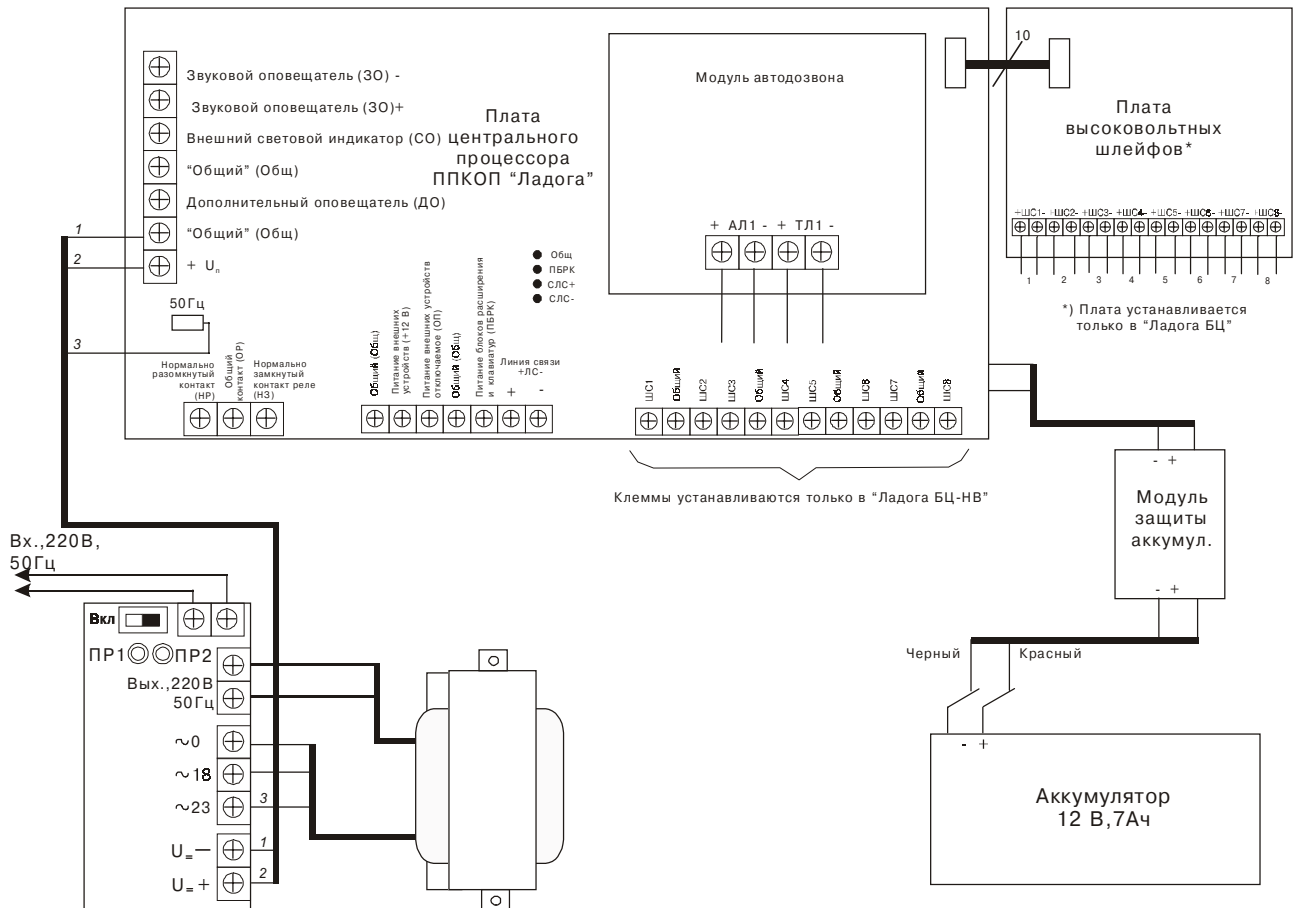 Звуковой оповещатель (ЗО) -
Звуковой оповещатель (ЗО)+
Внешний световой индикатор (СО)
"Общий" (Общ)
Дополнительный оповещатель (ДО)
"Общий" (Общ)
+ Uп
1
2
50Гц
3
Плата
центрального
процессора
ППКОП "Ладога"
Общ
ПБРК
СЛС+
СЛС-
Модуль автодозвона
+ АЛ1 - + ТЛ1 -
10
Плата
высоковольтных
шлейфов*
+ШС1- +ШС2- +ШС3- +ШС4- +ШС5- +ШС6- +ШС7- +ШС8-
1 2 3 4 5 6 7 8
*) Плата устанавливается
только в "Ладога БЦ"
Нормально
разомкнутый
контакт
(НР)
Общий
контакт (ОР)
Нормально
замкнутый
контакт реле
(НЗ)
Общий (Общ)
Питание внешних
устройств (+12 В)
Питание внешних устройств
отключаемое (ОП)
Общий (Общ)
Питание блоков расширения
и клавиатур (ПБРК)
Линия связи
+ЛС-
+ -
ШС1
Общий
ШС2
ШС3
Общий
ШС4
ШС5
Общий
ШС6
ШС7
Общий
ШС8
Клеммы устанавливаются только в "Ладога БЦ-НВ"
- +
Модуль
защиты
аккумул.
- +
Черный
Красный
- +
Аккумулятор
12 В,7Ач
Вх.,220В,
50Гц
Вкл
ПР1 ПР2
Вых.,220В
50Гц
~0
~18
~23
3
U=—
1
U=+
2